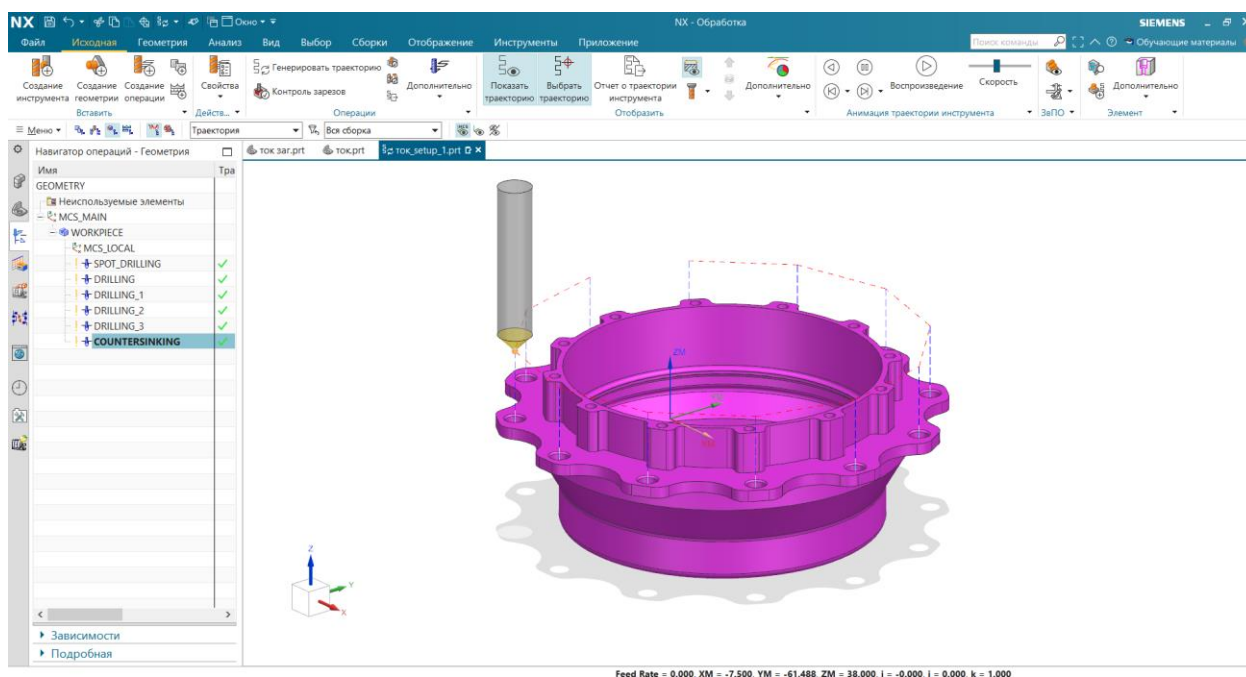 NX
Окно
NX - Обработка
SIEMENS
Файл Исходная Геометрия Анализ Вид Выбор Сборки Отображение Инструменты Приложение
Поиск команды
Обучающие материалы
Создание инструмента
Создание геометрии
Создание операции
Свойства
Генерировать траекторию
Контроль зарезов
Дополнительно
Показать траекторию
Выбрать траекторию
Отчет о траектории инструмента
Дополнительно
Воспроизведение
Скорость
Дополнительно
Вставить Действ... Операции Отобразить Анимация траектории инструмента ЗаПО Элемент
Меню Траектория Вся сборка
Навигатор операций - Геометрия
ток заг.prt ток.prt ток_setup_1.prt
Имя Тра
GEOMETRY
Неиспользуемые элементы
MCS_MAIN
WORKPIECE
MCS_LOCAL
SPOT_DRILLING
DRILLING
DRILLING_1
DRILLING_2
DRILLING_3
COUNTERSINKING
ZM
XM
Z
Y
X
Зависимости
Подробная
Feed Rate = 0.000, XM = -7.500, YM = -61.488, ZM = 38.000, i = -0.000, j = 0.000, k = 1.000